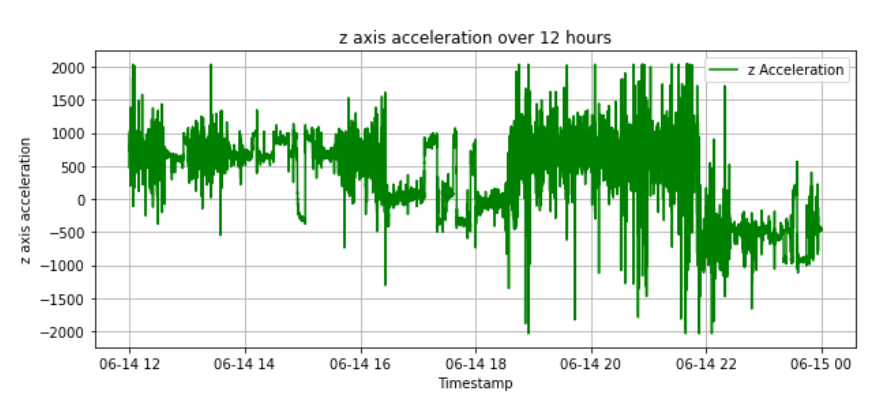 z axis acceleration over 12 hours
z Acceleration
z axis acceleration
2000
1500
1000
500
0
−500
−1000
−1500
−2000
06-14 12 06-14 14 06-14 16 06-14 18 06-14 20 06-14 22 06-15 00
Timestamp